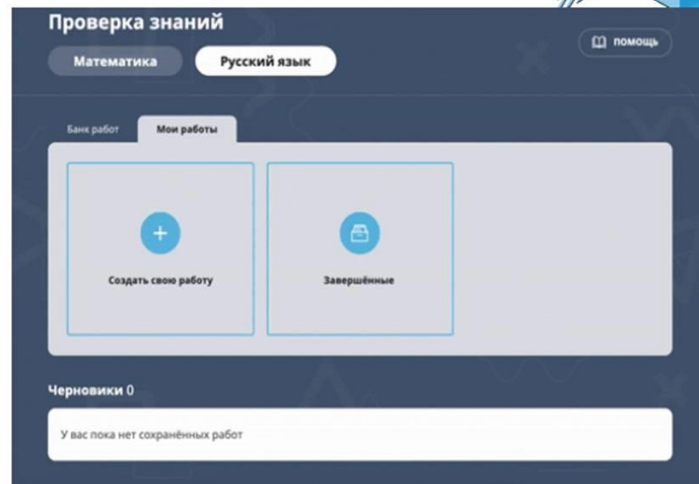 Проверка знаний
помощь
Математика
Русский язык
Банк работ
Мои работы
Создать свою работу
Завершённые
Черновики 0
У вас пока нет сохранённых работ